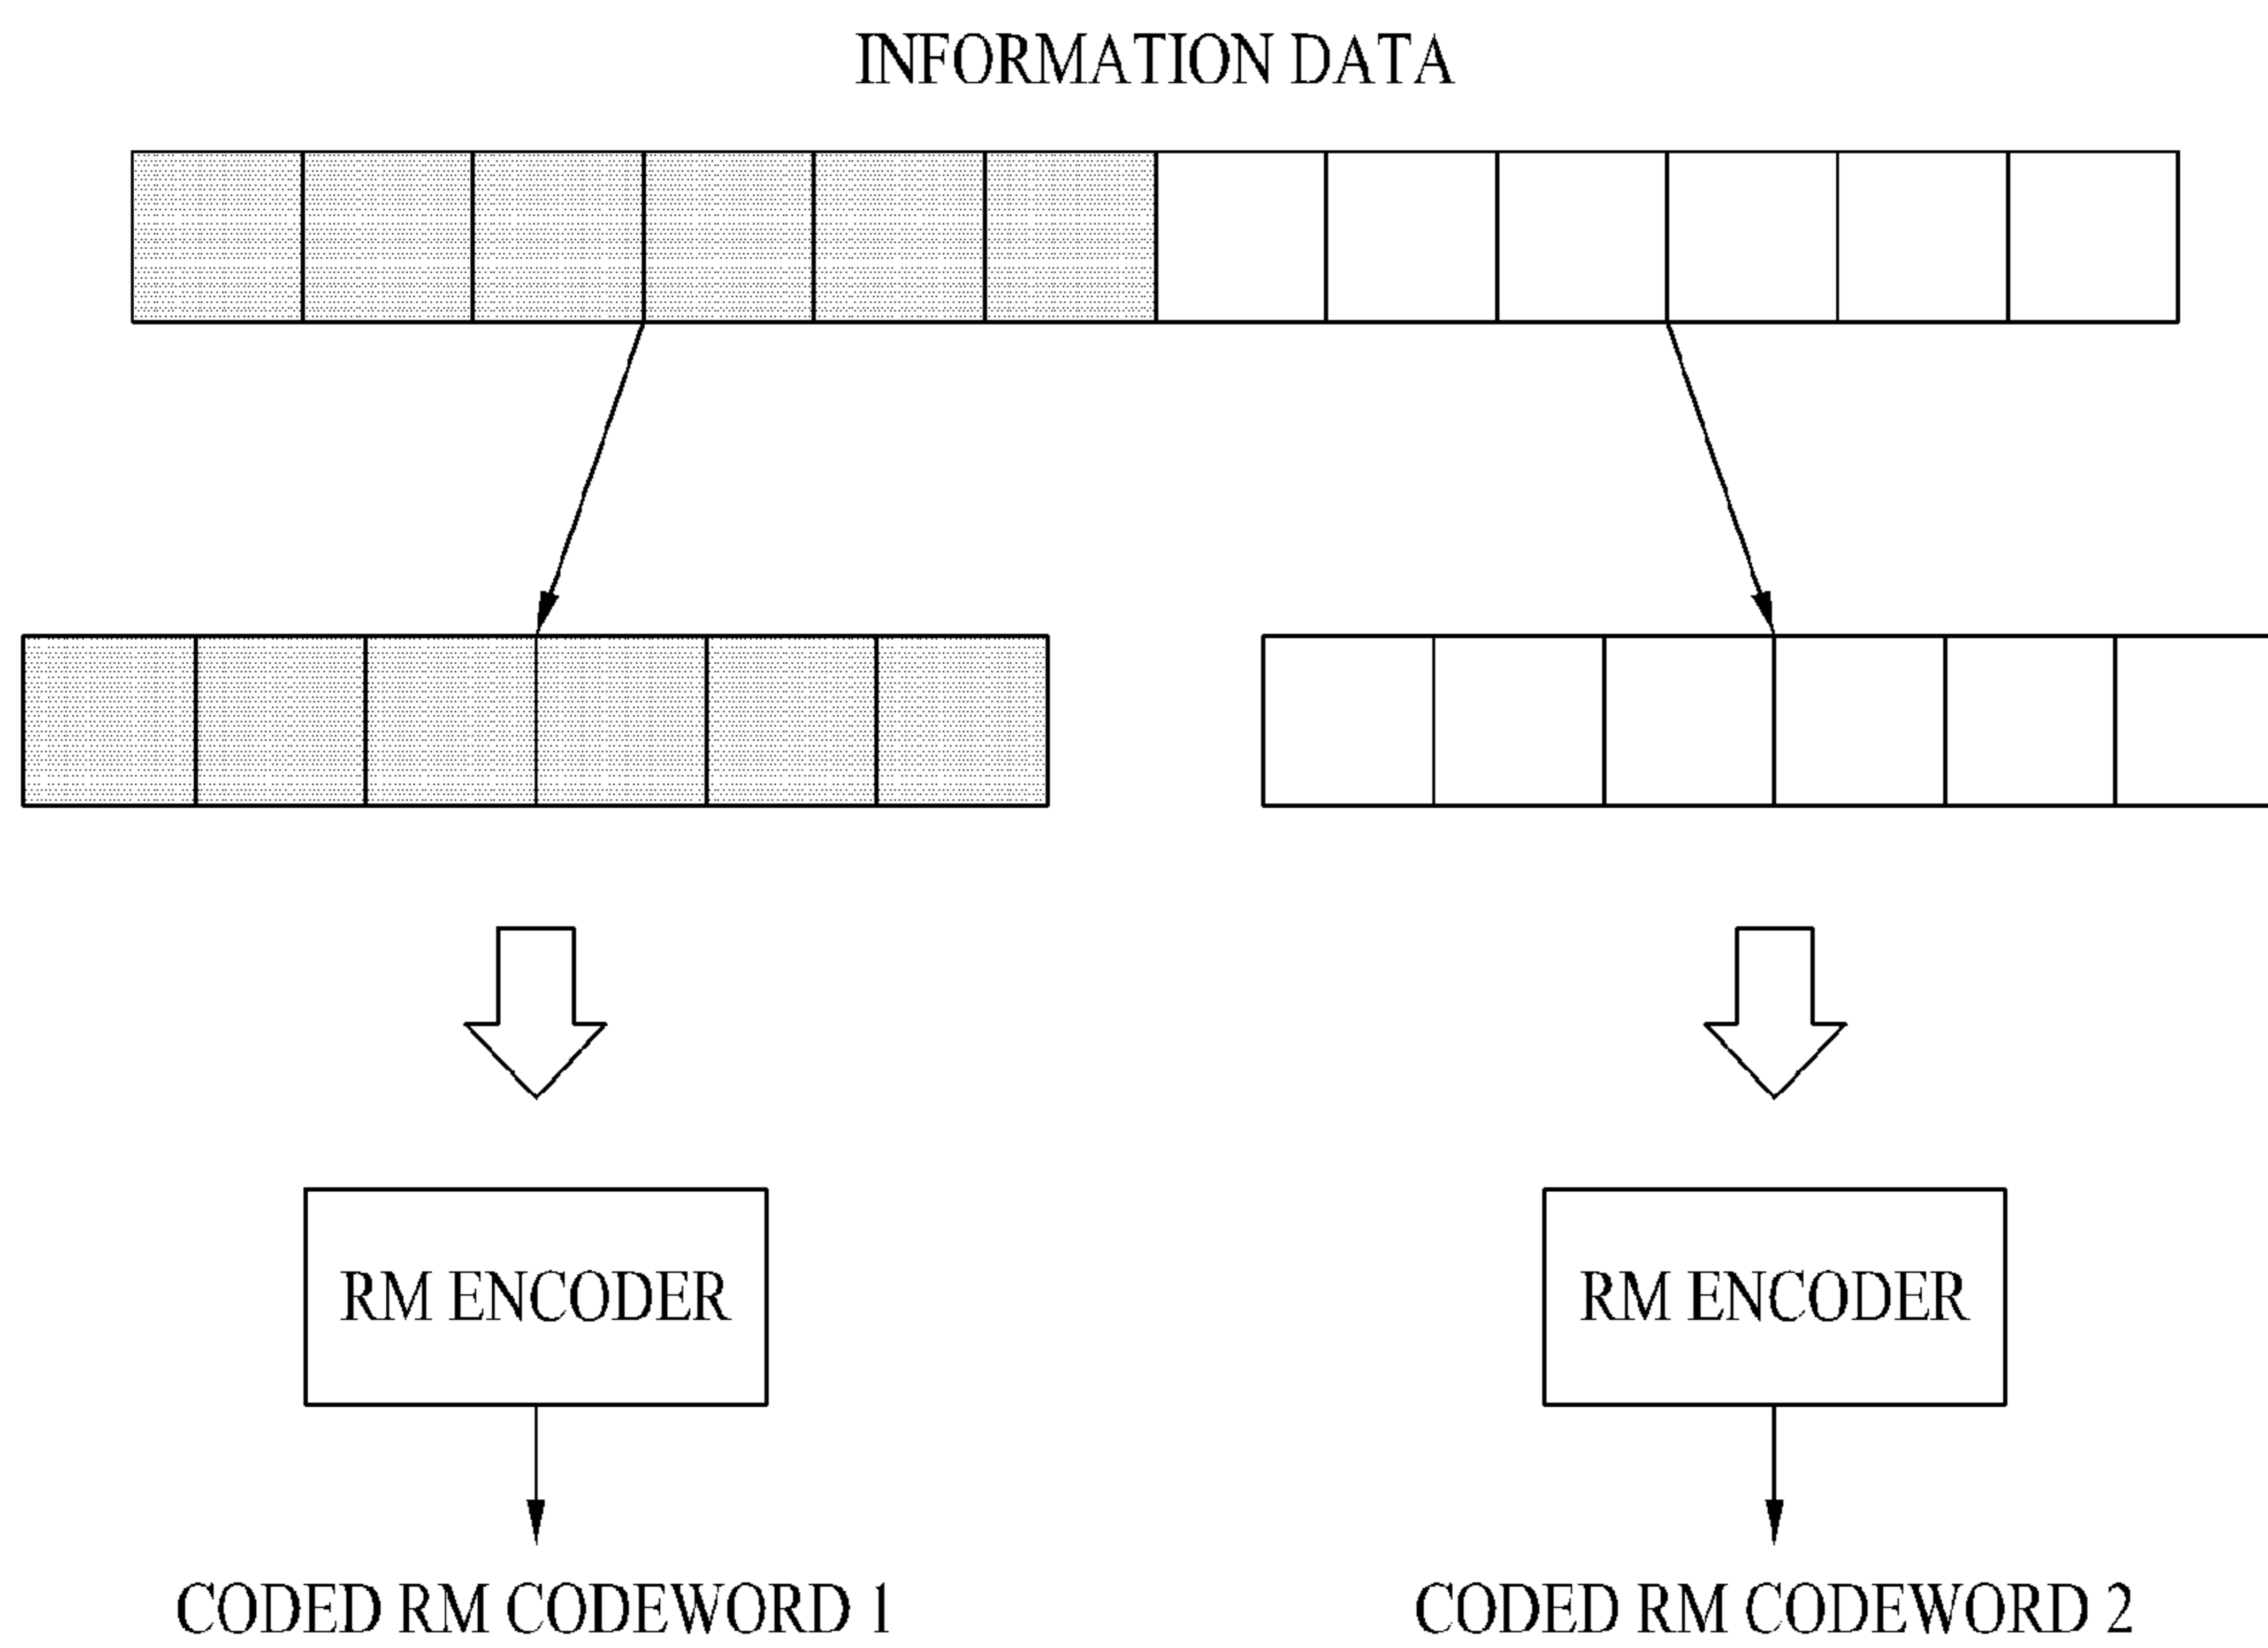 INFORMATION DATA
RM ENCODER
RM ENCODER
CODED RM CODEWORD 1
CODED RM CODEWORD 2